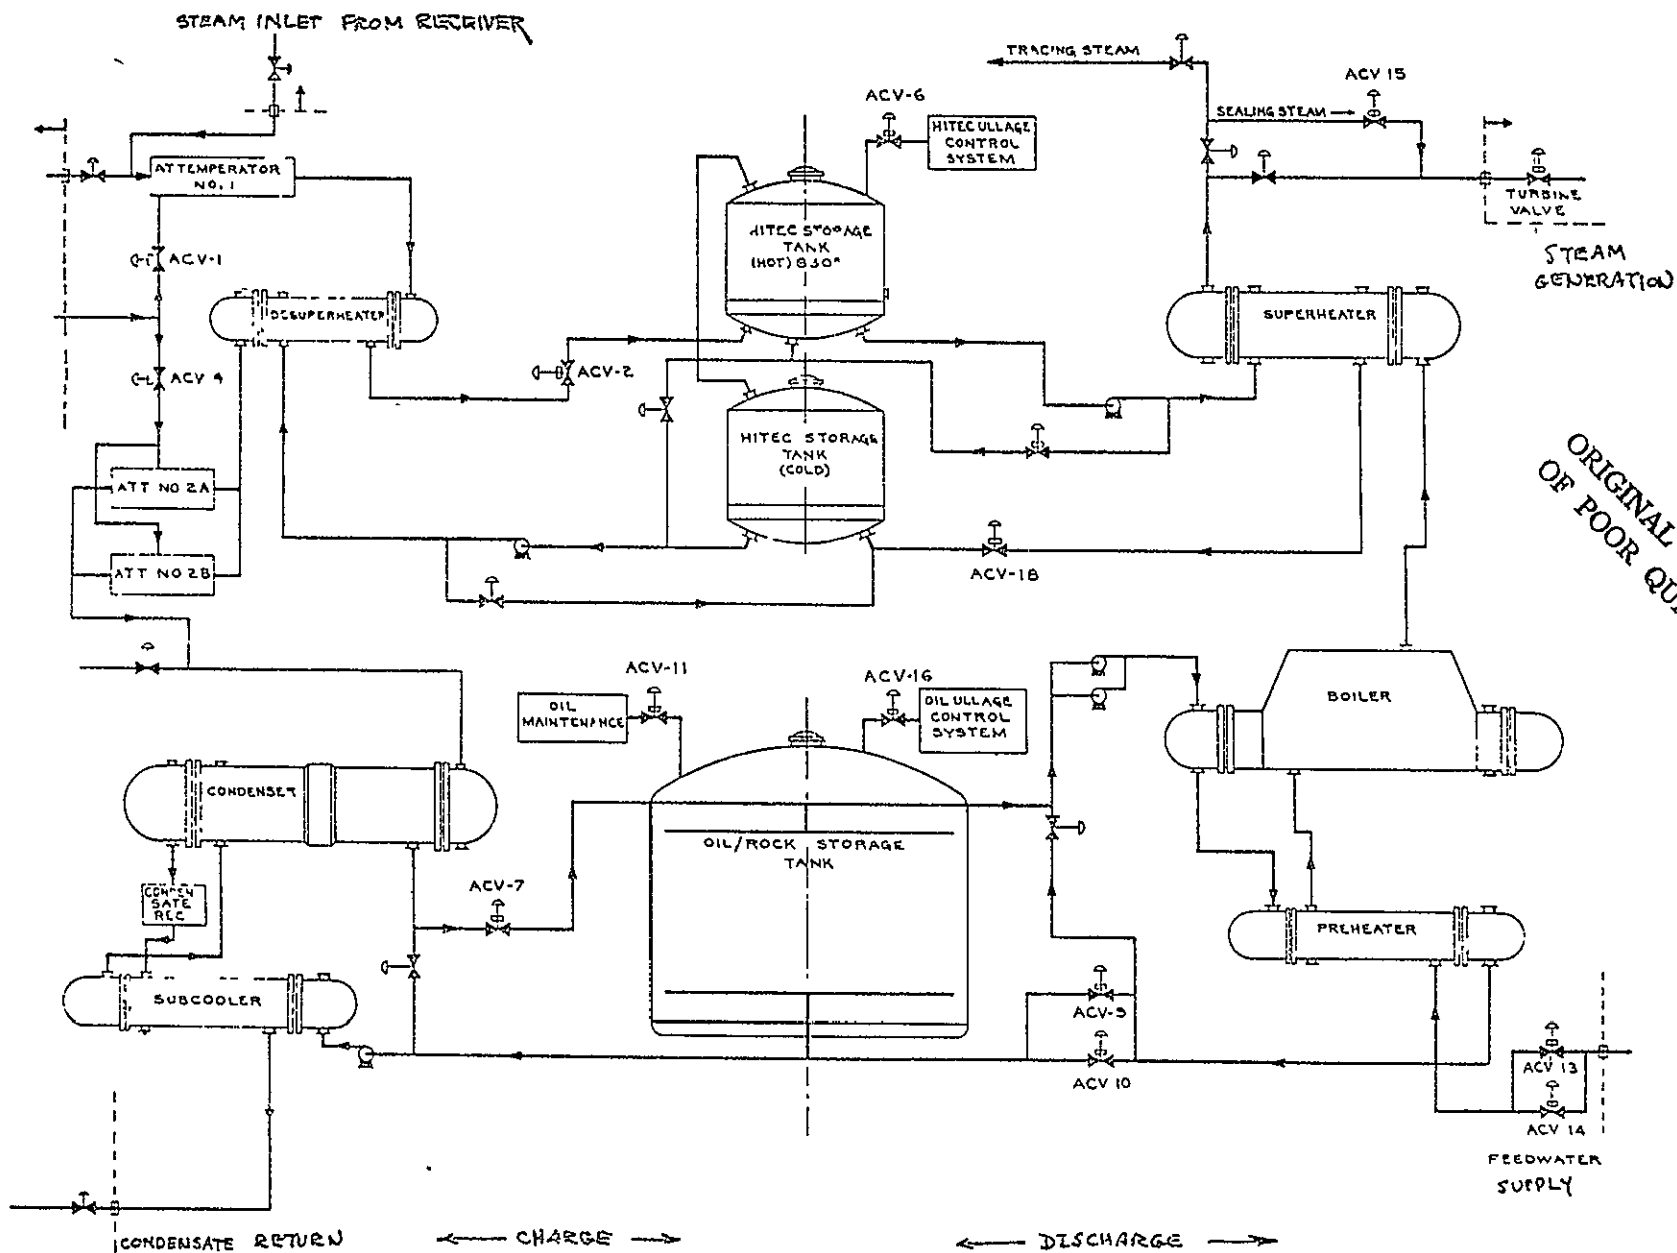 STEAM INLET FROM RECEIVER
TRACING STEAM
ACV 15
ACV-6
SEALING STEAM
HITEC ULLAGE
CONTROL
SYSTEM
ATTEMPERATOR
NO. 1
TURBINE
VALVE
STEAM
GENERATION
HITEC STORAGE
TANK
(HOT) 830°
ACV-1
DESUPERHEATER
SUPERHEATER
ACV-2
ACV 4
HITEC STORAGE
TANK
(COLD)
ORIGINAL
OF POOR
ATT NO 2A
ATT NO 2B
ACV-18
ACV-11
ACV-16
OIL
MAINTENANCE
OIL ULLAGE
CONTROL
SYSTEM
BOILER
CONDENSER
OIL/ROCK STORAGE
TANK
ACV-7
CONDEN
SATE
REC
PREHEATER
SUBCOOLER
ACV-9
ACV 10
ACV 13
ACV 14
FEEDWATER
SUPPLY
CONDENSATE RETURN
CHARGE
DISCHARGE